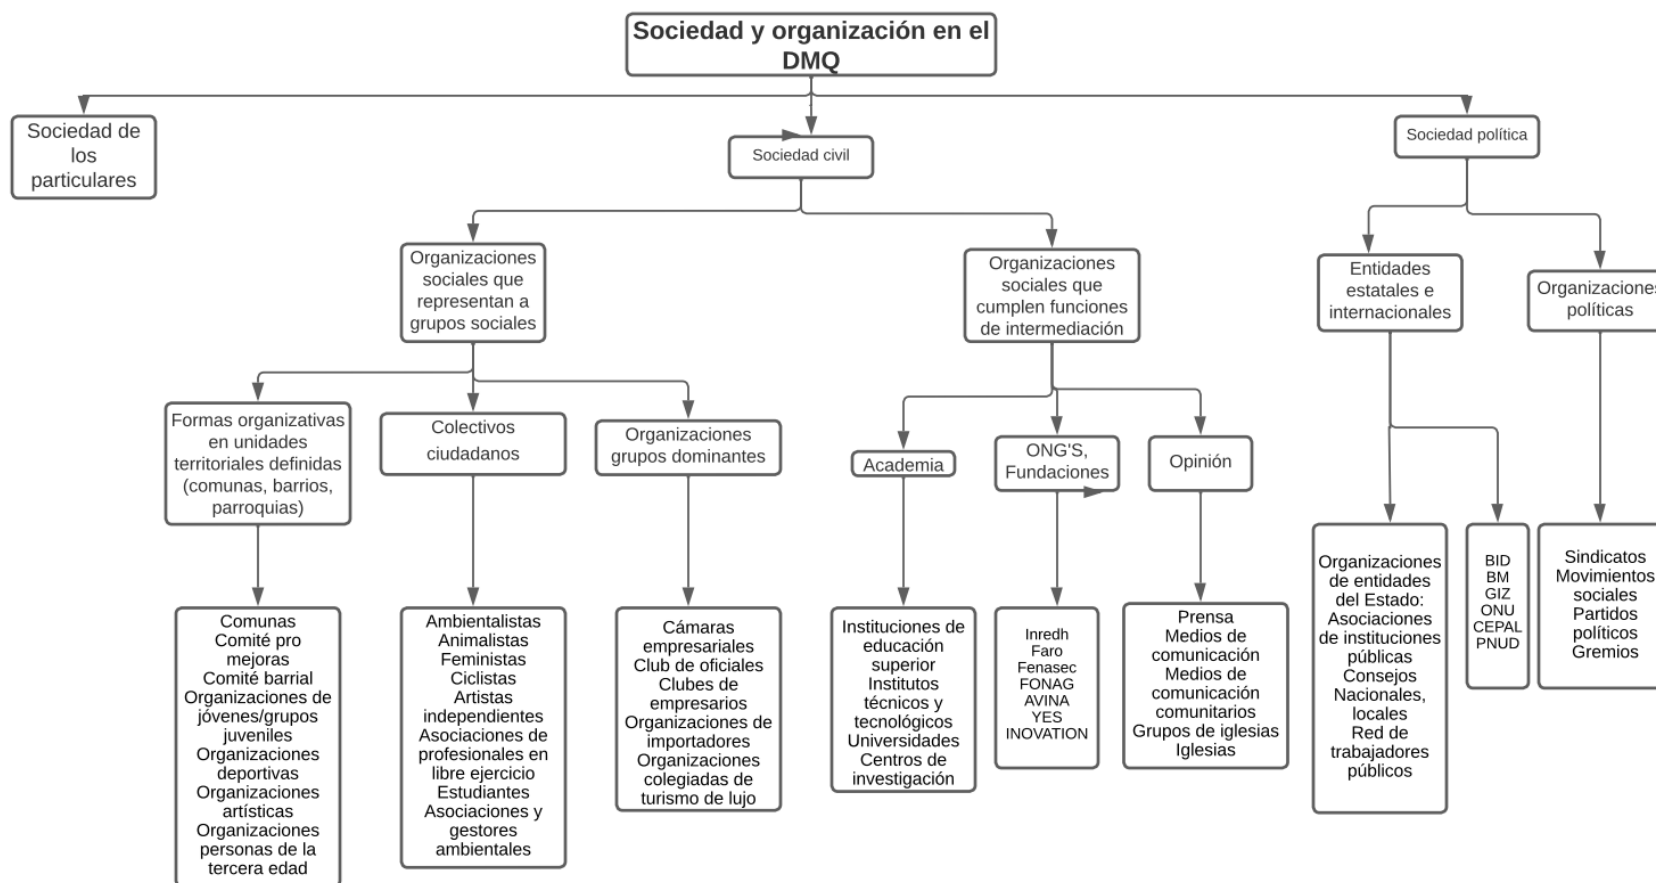 Sociedad y organización en el
DMQ
Sociedad de
los
particulares
Sociedad civil
Sociedad política
Organizaciones
sociales que
representan a
grupos sociales
Organizaciones
sociales que
cumplen funciones
de intermediación
Entidades
estatales e
internacionales
Organizaciones
políticas
Formas organizativas
en unidades
territoriales definidas
(comunas, barrios,
parroquias)
Colectivos
ciudadanos
Organizaciones
grupos dominantes
Academia
ONG'S,
Fundaciones
Opinión
Comunas
Comité pro
mejoras
Comité barrial
Organizaciones de
jóvenes/grupos
juveniles
Organizaciones
deportivas
Organizaciones
artísticas
Organizaciones
personas de la
tercera edad
Ambientalistas
Animalistas
Feministas
Ciclistas
Artistas
independientes
Asociaciones de
profesionales en
libre ejercicio
Estudiantes
Asociaciones y
gestores
ambientales
Cámaras
empresariales
Club de oficiales
Clubes de
empresarios
Organizaciones de
importadores
Organizaciones
colegiadas de
turismo de lujo
Instituciones de
educación
superior
Institutos
técnicos y
tecnológicos
Universidades
Centros de
investigación
Inredh
Faro
Fenasec
FONAG
AVINA
YES
INOVATION
Prensa
Medios de
comunicación
Medios de
comunicación
comunitarios
Grupos de iglesias
Iglesias
Organizaciones
de entidades
del Estado:
Asociaciones
de instituciones
públicas
Consejos
Nacionales,
locales
Red de
trabajadores
públicos
BID
BM
GIZ
ONU
CEPAL
PNUD
Sindicatos
Movimientos
sociales
Partidos
políticos
Gremios